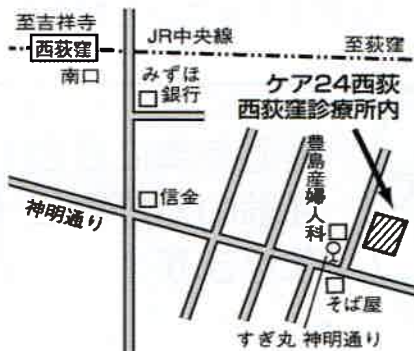 至吉祥寺
西荻窪
JR中央線
至荻窪
南口
みずほ
銀行
ケア24西荻
西荻窪診療所内
豊島産婦人科
信金
神明通り
そば屋
すぎ丸 神明通り